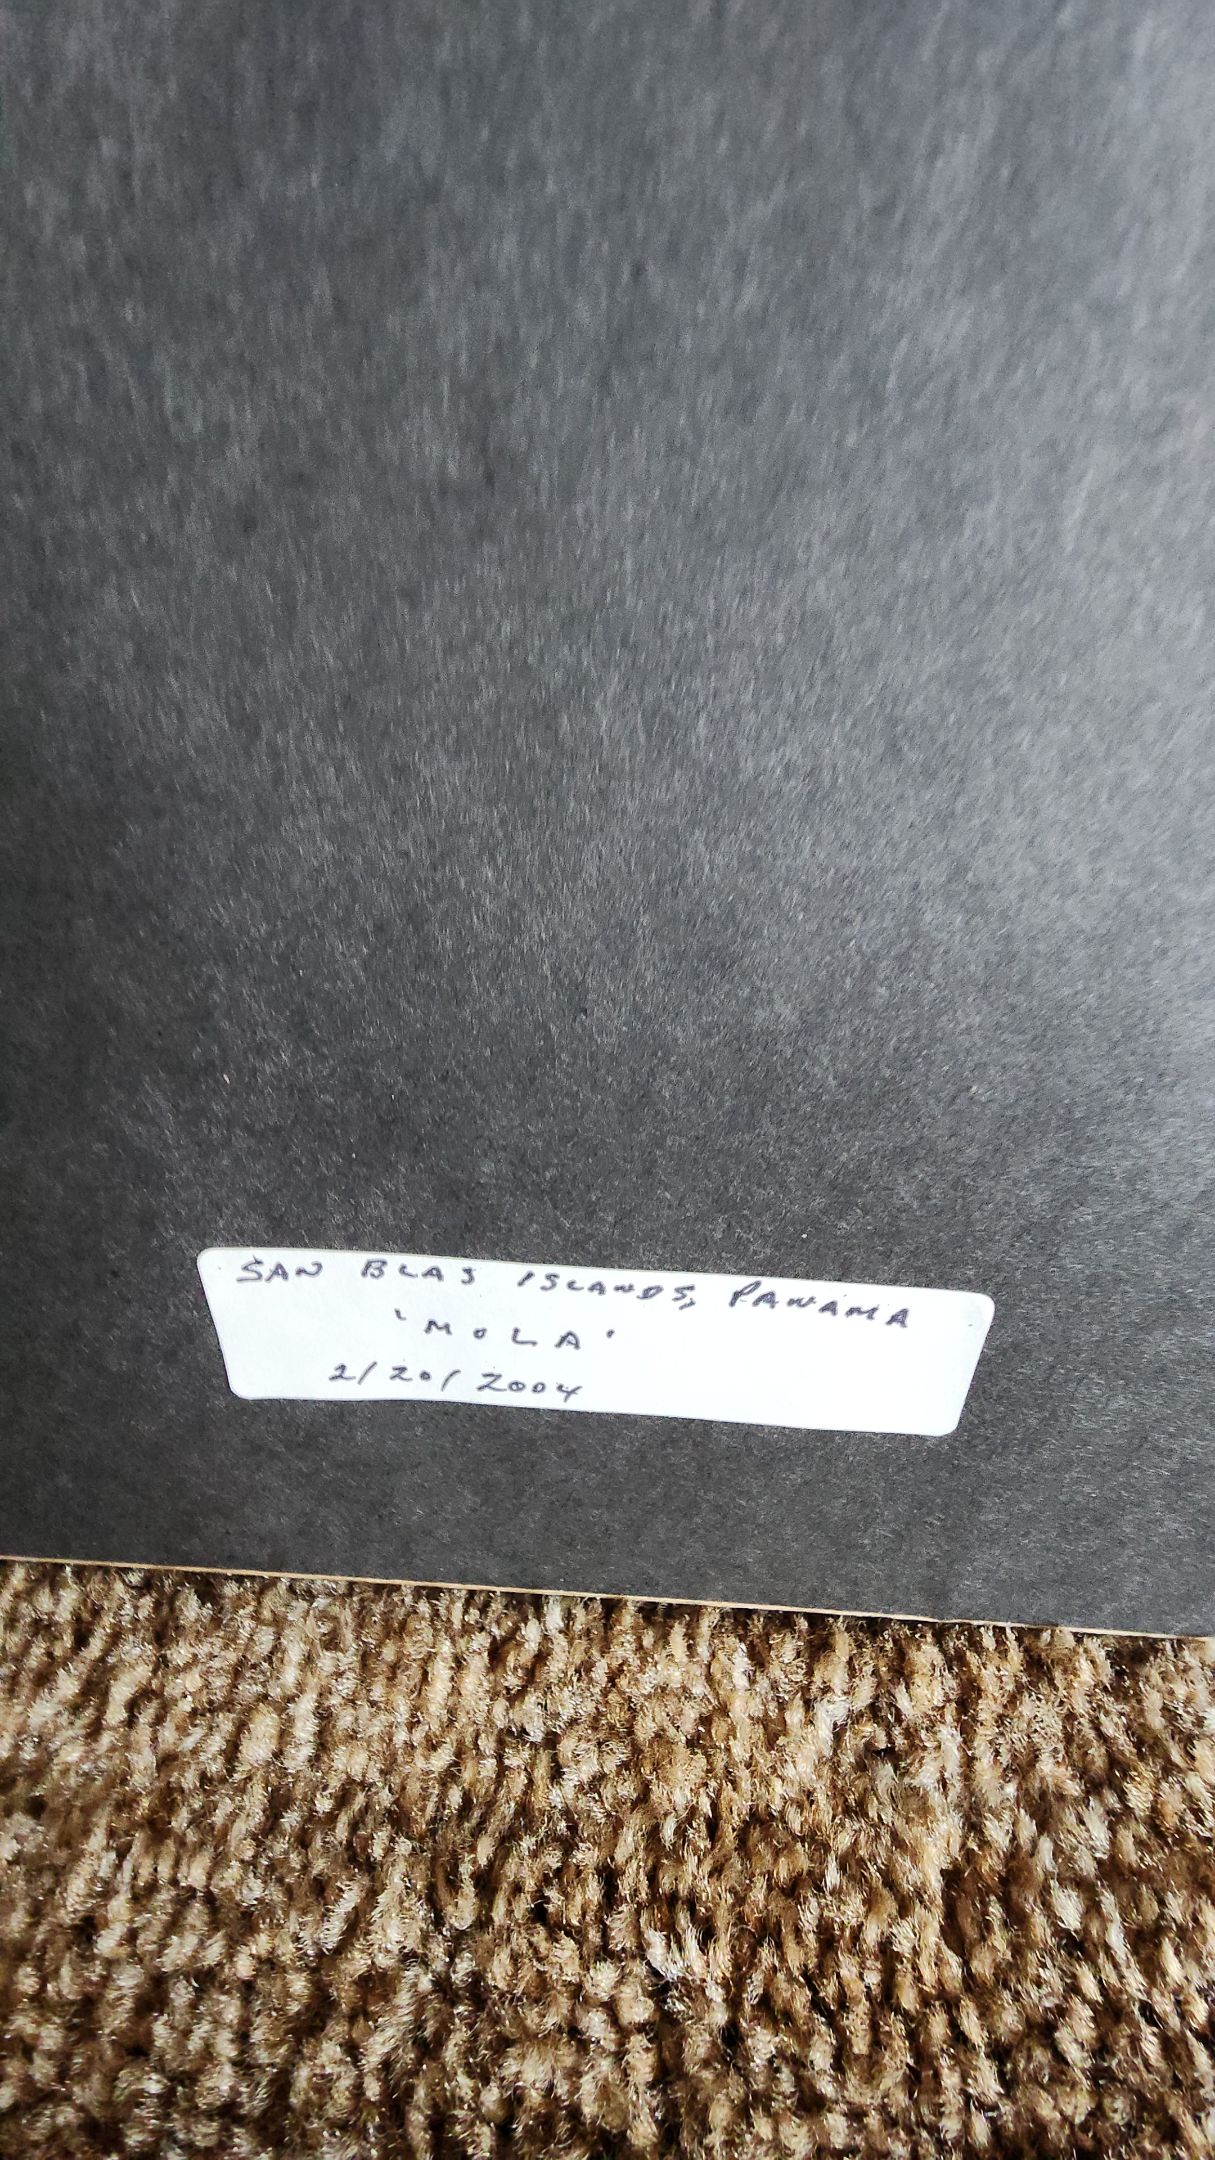 SAN BLAS ISLANDS, PANAMA
'MOLA'
2/20/2004